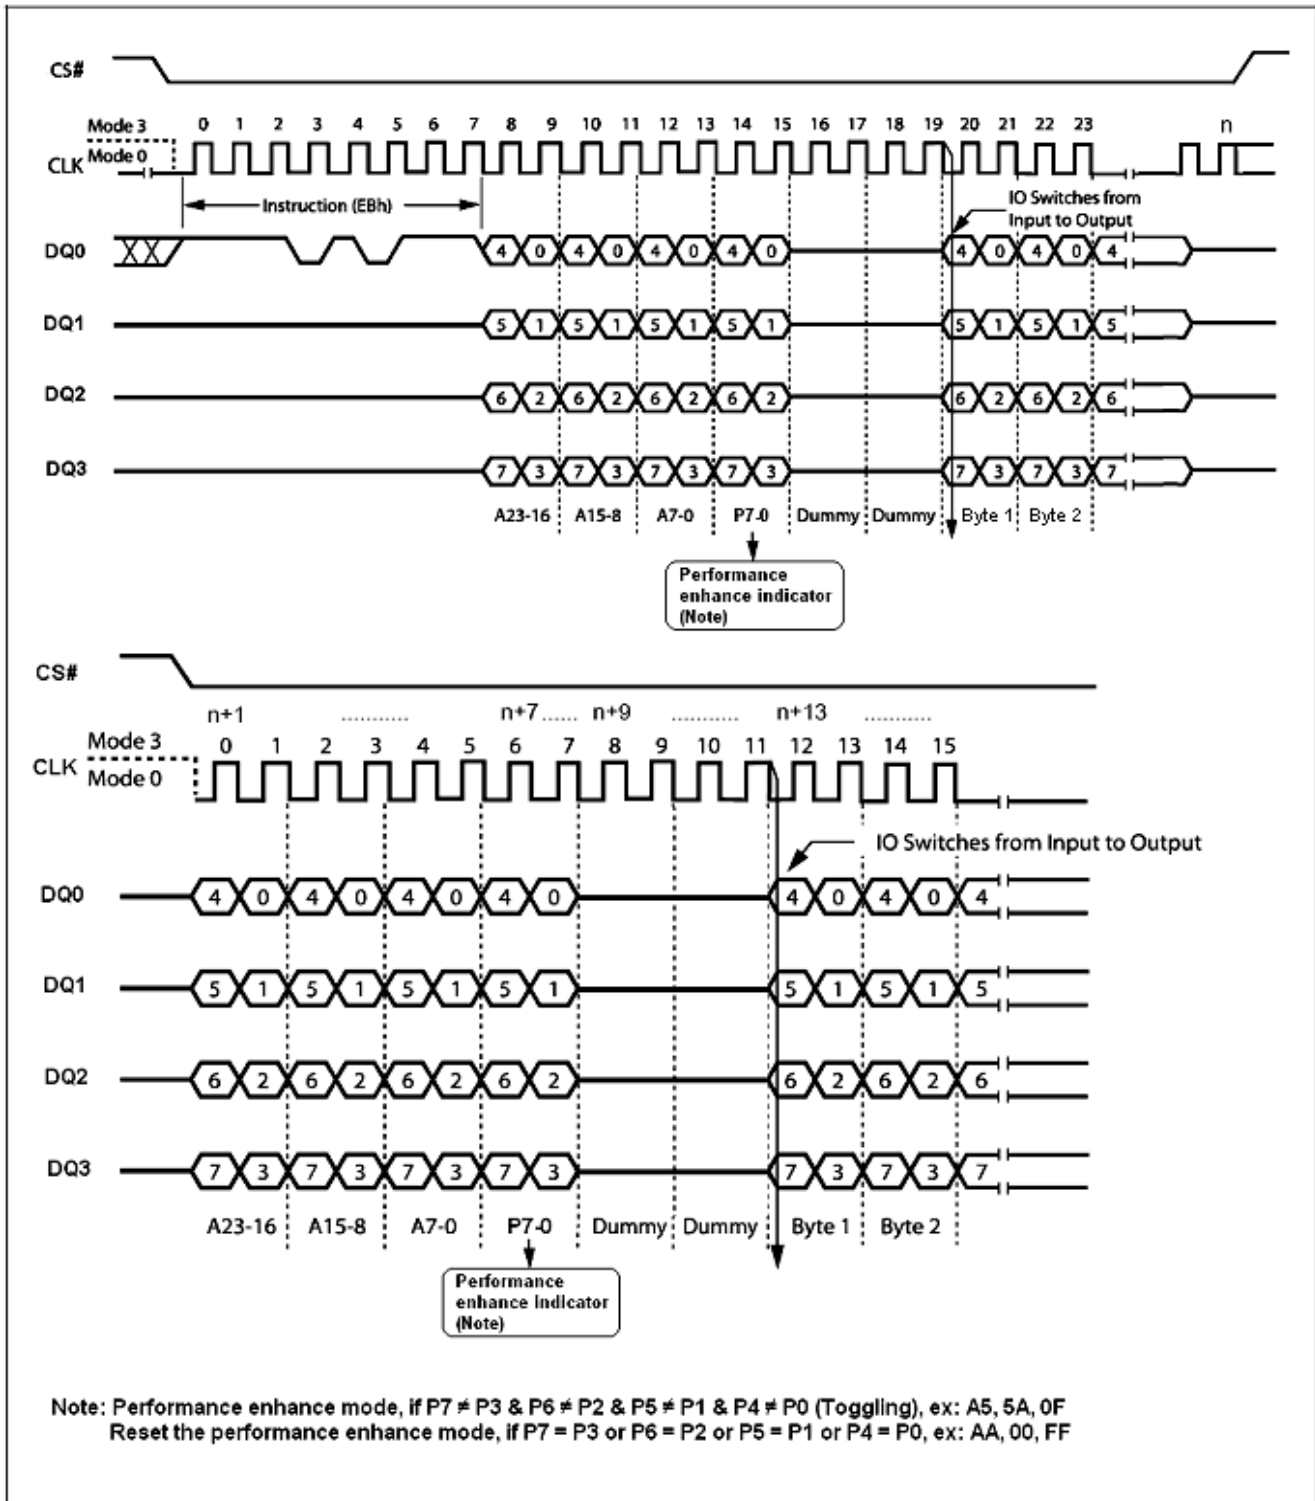 CS#
Mode 3
0 1 2 3 4 5 6 7 8 9 10 11 12 13 14 15 16 17 18 19 20 21 22 23 n
CLK Mode 0
Instruction (EBh)
IO Switches from
Input to Output
DQ0 4 0 4 0 4 0 4 0 4 0 4 0 4
DQ1 5 1 5 1 5 1 5 1 5 1 5 1 5
DQ2 6 2 6 2 6 2 6 2 6 2 6 2 6
DQ3 7 3 7 3 7 3 7 3 7 3 7 3 7
A23-16 A15-8 A7-0 P7-0 Dummy Dummy Byte 1 Byte 2
Performance
enhance indicator
(Note)
CS#
n+1 ........... n+7 ...... n+9 ........... n+13 ...........
Mode 3 0 1 2 3 4 5 6 7 8 9 10 11 12 13 14 15
CLK
Mode 0
IO Switches from Input to Output
DQ0 4 0 4 0 4 0 4 0 4 0 4 0 4
DQ1 5 1 5 1 5 1 5 1 5 1 5 1 5
DQ2 6 2 6 2 6 2 6 2 6 2 6 2 6
DQ3 7 3 7 3 7 3 7 3 7 3 7 3 7
A23-16 A15-8 A7-0 P7-0 Dummy Dummy Byte 1 Byte 2
Performance
enhance indicator
(Note)
Note: Performance enhance mode, if P7 ≠ P3 & P6 ≠ P2 & P5 ≠ P1 & P4 ≠ P0 (Toggling), ex: A5, 5A, 0F
Reset the performance enhance mode, if P7 = P3 or P6 = P2 or P5 = P1 or P4 = P0, ex: AA, 00, FF